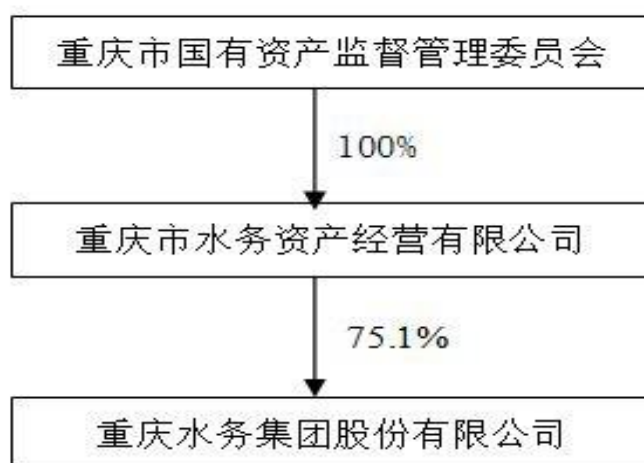 重庆市国有资产监督管理委员会
100%
重庆市水务资产经营有限公司
75.1%
重庆水务集团股份有限公司